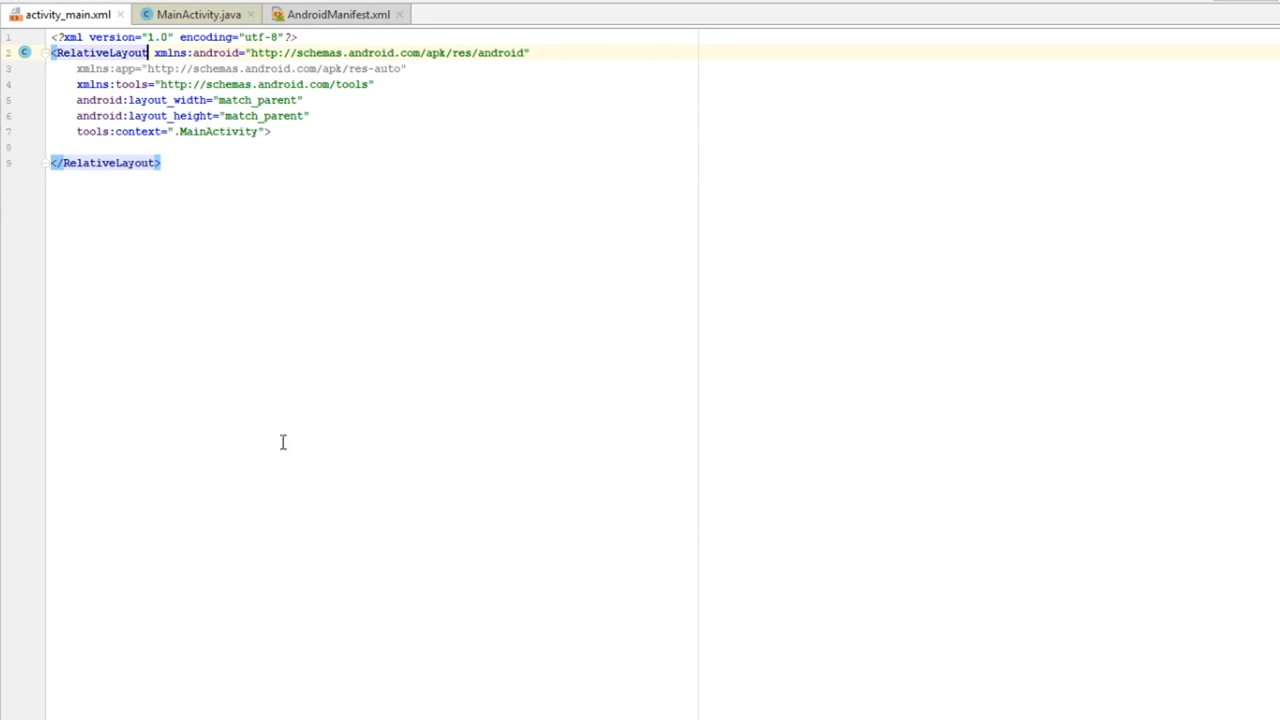 activity_main.xml MainActivity.java AndroidManifest.xml
1 <?xml version="1.0" encoding="utf-8"?>
2 <RelativeLayout xmlns:android="http://schemas.android.com/apk/res/android"
3 xmlns:app="http://schemas.android.com/apk/res-auto"
4 xmlns:tools="http://schemas.android.com/tools"
5 android:layout_width="match_parent"
6 android:layout_height="match_parent"
7 tools:context=".MainActivity">
8
9 </RelativeLayout>